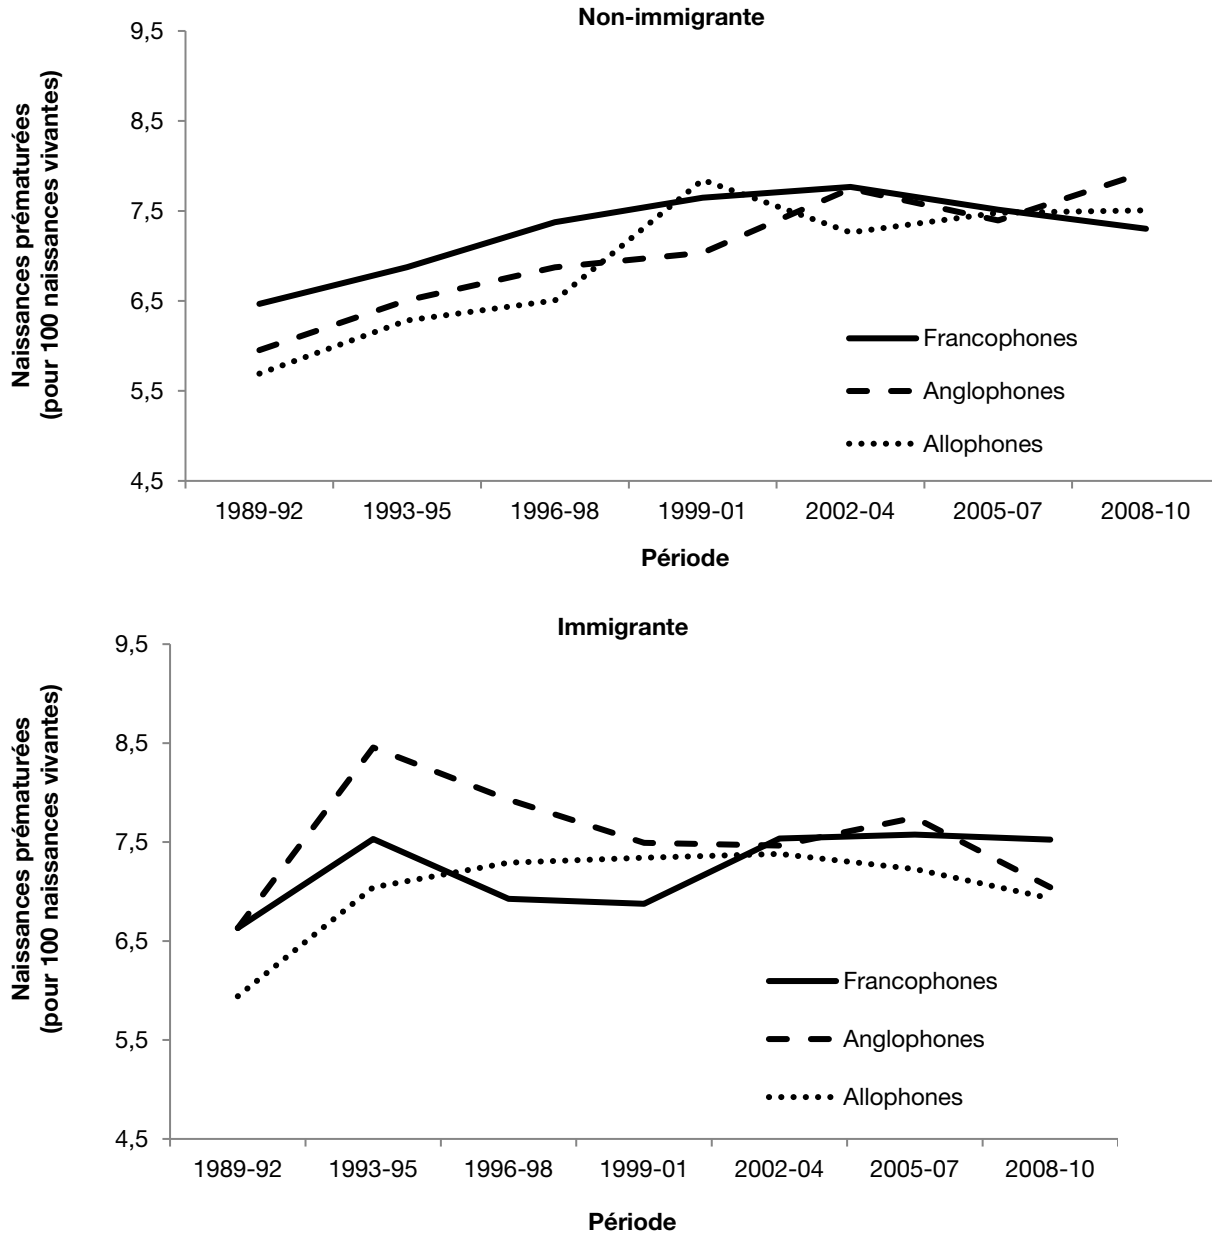 Non-immigrante
Naissances prématurées
(pour 100 naissances vivantes)
9,5
8,5
7,5
6,5
5,5
4,5
Francophones
Anglophones
Allophones
1989-92 1993-95 1996-98 1999-01 2002-04 2005-07 2008-10
Période
Immigrante
Naissances prématurées
(pour 100 naissances vivantes)
9,5
8,5
7,5
6,5
5,5
4,5
Francophones
Anglophones
Allophones
1989-92 1993-95 1996-98 1999-01 2002-04 2005-07 2008-10
Période